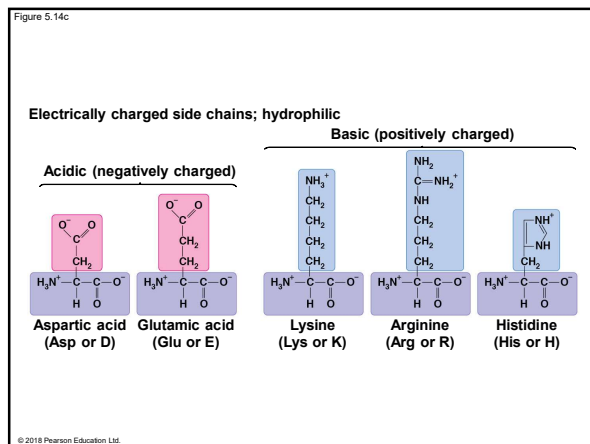 Figure 5.14c
Electrically charged side chains; hydrophilic
Acidic (negatively charged)
Basic (positively charged)
O⁻
O
C
CH₂
H₃N⁺
C
C
O⁻
H
O
Aspartic acid
(Asp or D)
O⁻
O
C
CH₂
CH₂
H₃N⁺
C
C
O⁻
H
O
Glutamic acid
(Glu or E)
NH₃⁺
CH₂
CH₂
CH₂
CH₂
H₃N⁺
C
C
O⁻
H
O
Lysine
(Lys or K)
NH₂
C=NH₂⁺
NH
CH₂
CH₂
CH₂
H₃N⁺
C
C
O⁻
H
O
Arginine
(Arg or R)
NH⁺
NH
CH₂
H₃N⁺
C
C
O⁻
H
O
Histidine
(His or H)
© 2018 Pearson Education Ltd.